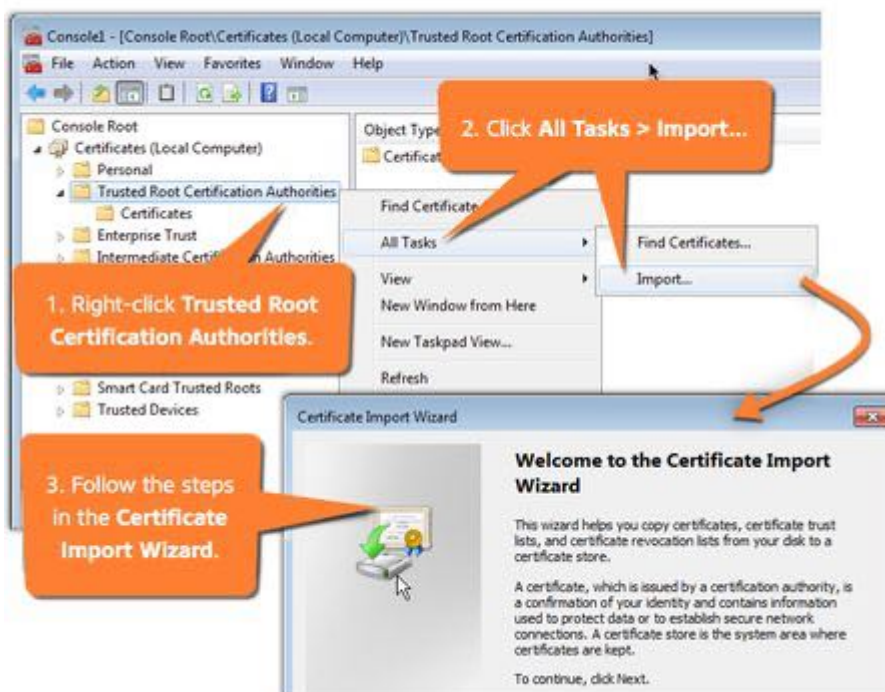 Console1 - [Console Root\Certificates (Local Computer)\Trusted Root Certification Authorities]
File Action View Favorites Window Help
Console Root
Certificates (Local Computer)
Personal
Trusted Root Certification Authorities
Certificates
Enterprise Trust
Intermediate Certification Authorities
Smart Card Trusted Roots
Trusted Devices
Object Type
Certificat
2. Click All Tasks > Import...
Find Certificate
All Tasks
View
New Window from Here
New Taskpad View...
Refresh
Find Certificates...
Import...
1. Right-click Trusted Root
Certification Authorities.
3. Follow the steps
in the Certificate
Import Wizard.
Certificate Import Wizard
Welcome to the Certificate Import
Wizard
This wizard helps you copy certificates, certificate trust
lists, and certificate revocation lists from your disk to a
certificate store.
A certificate, which is issued by a certification authority, is
a confirmation of your identity and contains information
used to protect data or to establish secure network
connections. A certificate store is the system area where
certificates are kept.
To continue, click Next.